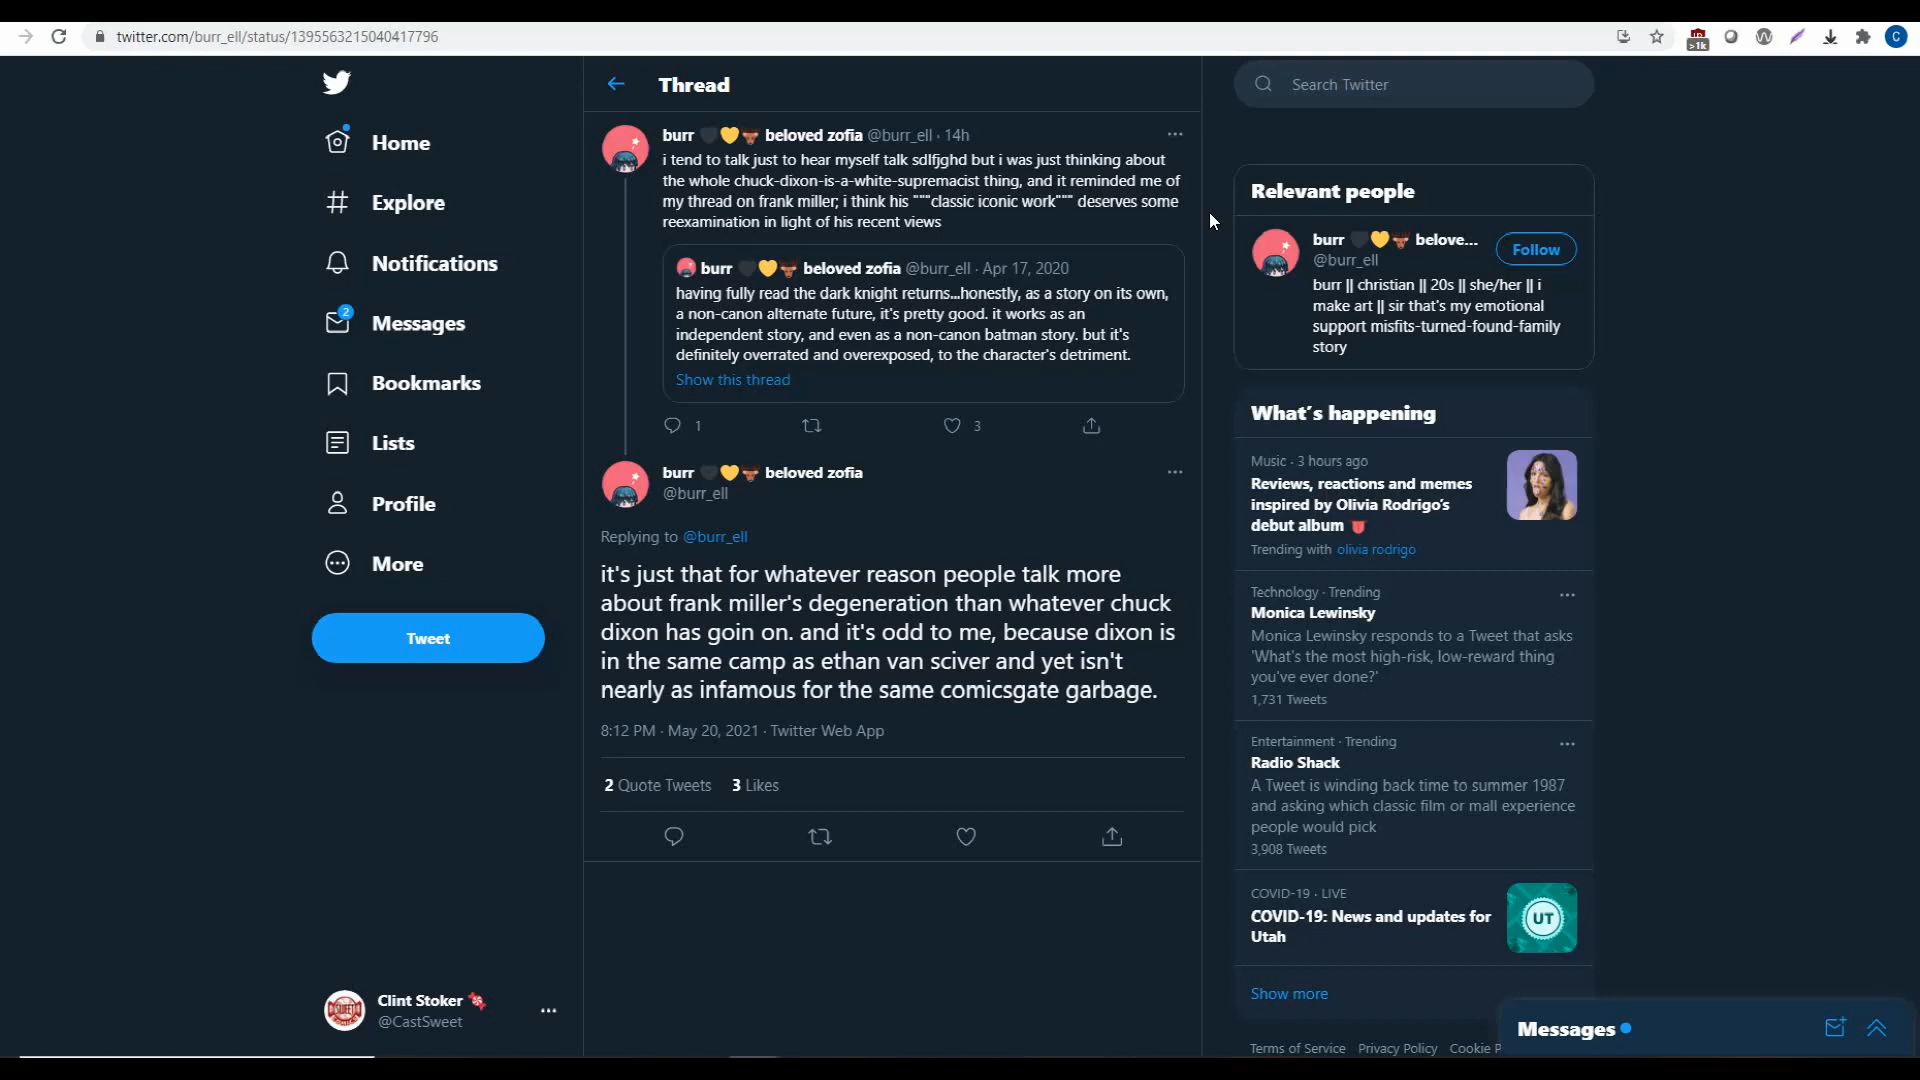 twitter.com/burr_ell/status/1395563215040417796
>1k
C
Home
Explore
Notifications
2
Messages
Bookmarks
Lists
Profile
More
Tweet
Clint Stoker
@CastSweet
Thread
burr 🖤💛🐮 beloved zofia @burr_ell · 14h
i tend to talk just to hear myself talk sdlfjghd but i was just thinking about
the whole chuck-dixon-is-a-white-supremacist thing, and it reminded me of
my thread on frank miller; i think his """classic iconic work""" deserves some
reexamination in light of his recent views
burr 🖤💛🐮 beloved zofia @burr_ell · Apr 17, 2020
having fully read the dark knight returns...honestly, as a story on its own,
a non-canon alternate future, it's pretty good. it works as an
independent story, and even as a non-canon batman story. but it's
definitely overrated and overexposed, to the character's detriment.
Show this thread
1
3
burr 🖤💛🐮 beloved zofia
@burr_ell
Replying to @burr_ell
it's just that for whatever reason people talk more
about frank miller's degeneration than whatever chuck
dixon has goin on. and it's odd to me, because dixon is
in the same camp as ethan van sciver and yet isn't
nearly as infamous for the same comicsgate garbage.
8:12 PM · May 20, 2021 · Twitter Web App
2 Quote Tweets 3 Likes
Search Twitter
Relevant people
burr 🖤💛🐮 belove...
@burr_ell
Follow
burr || christian || 20s || she/her || i
make art || sir that's my emotional
support misfits-turned-found-family
story
What's happening
Music · 3 hours ago
Reviews, reactions and memes
inspired by Olivia Rodrigo's
debut album
Trending with olivia rodrigo
Technology · Trending
Monica Lewinsky
Monica Lewinsky responds to a Tweet that asks
'What's the most high-risk, low-reward thing
you've ever done?'
1,731 Tweets
Entertainment · Trending
Radio Shack
A Tweet is winding back time to summer 1987
and asking which classic film or mall experience
people would pick
3,908 Tweets
COVID-19 · LIVE
COVID-19: News and updates for
Utah
UT
Show more
Messages
Terms of Service Privacy Policy Cookie P